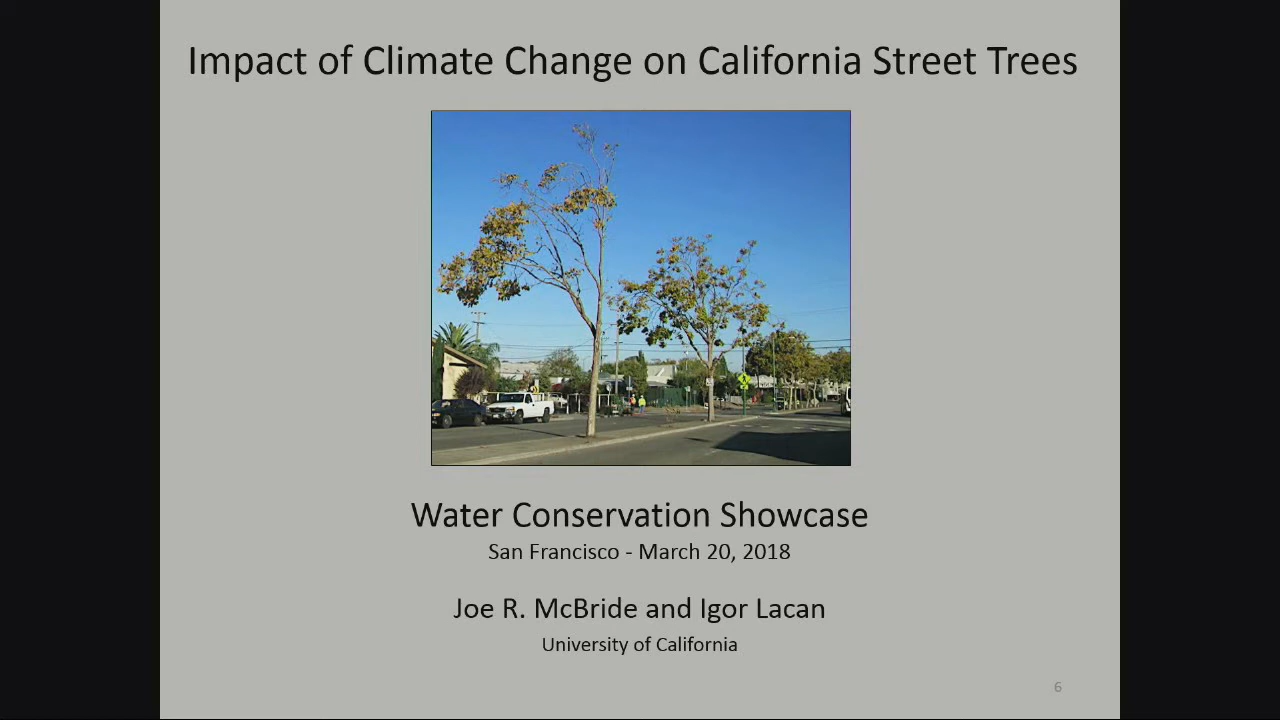 Impact of Climate Change on California Street Trees
Water Conservation Showcase
San Francisco - March 20, 2018
Joe R. McBride and Igor Lacan
University of California
6